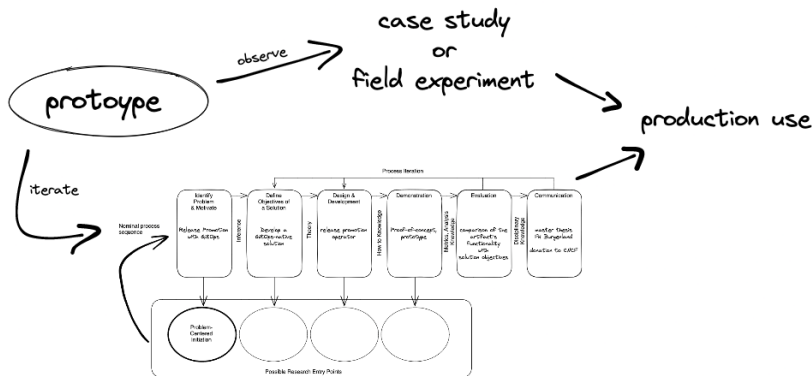 case study
or
field experiment
observe
protoype
production use
iterate
Process Iteration
Nominal process
sequence
Identify
Problem
& Motivate
Release Promotion
with GitOps
Inference
Define
Objectives of
a Solution
Develop a
GitOps-native
solution
Theory
Design &
Development
release promotion
operator
How to Knowledge
Demonstration
Proof-of-concept,
prototype
Metrics, Analysis
Knowledge
Evaluation
comparison of the
artifact's
functionality
with
solution objectives
Disciplinary
Knowledge
Communication
master thesis
FH Burgenland
donation to CNCF
Problem-
Centered
Initiation
Possible Research Entry Points